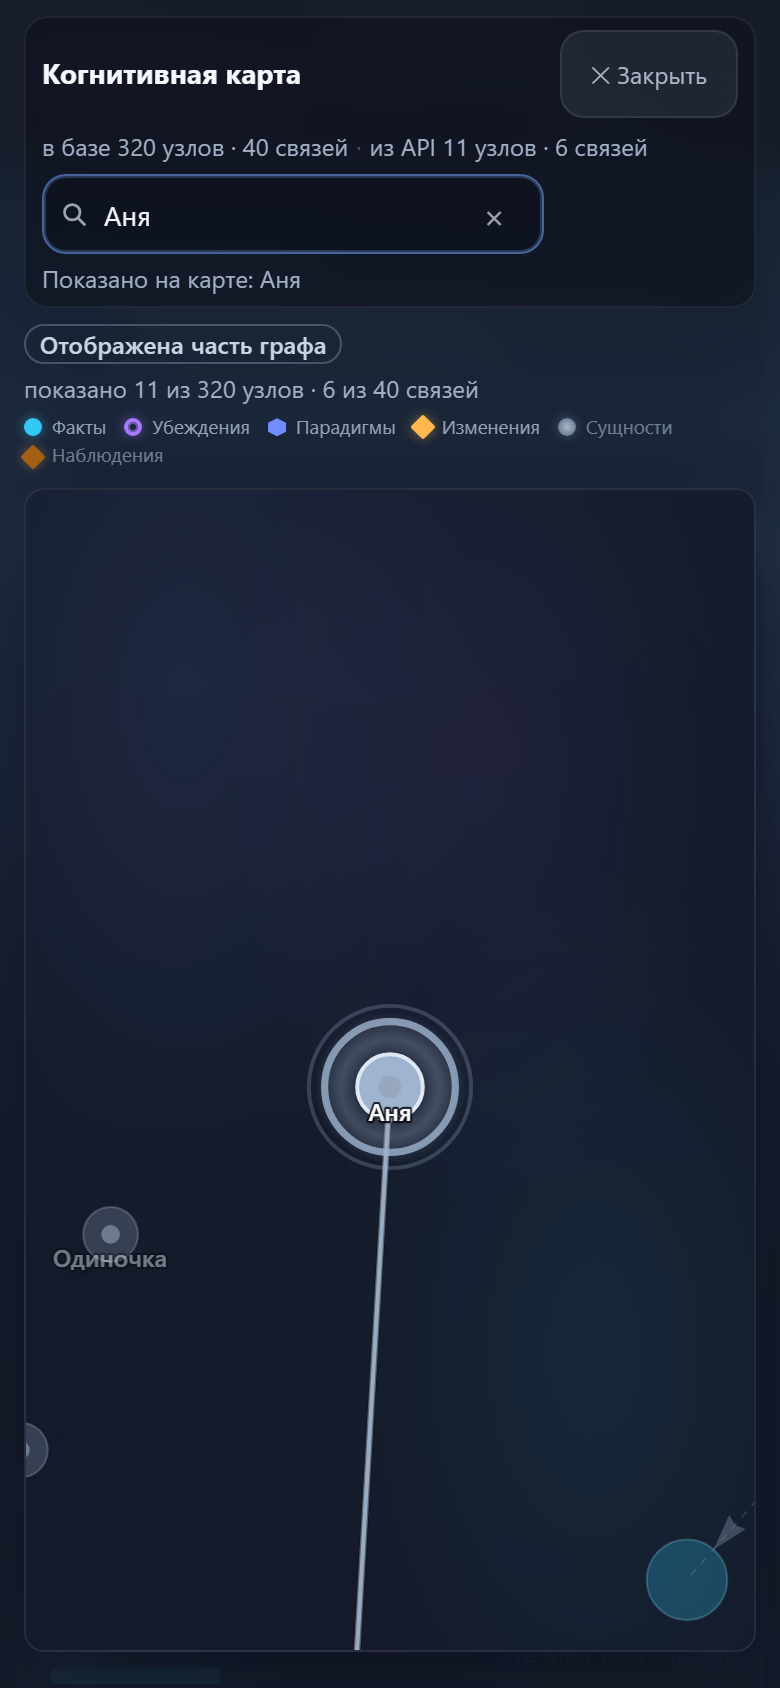 Когнитивная карта
Закрыть
в базе 320 узлов · 40 связей · из API 11 узлов · 6 связей
Аня
Показано на карте: Аня
Отображена часть графа
показано 11 из 320 узлов · 6 из 40 связей
Факты Убеждения Парадигмы Изменения Сущности
Наблюдения
Аня
Одиночка